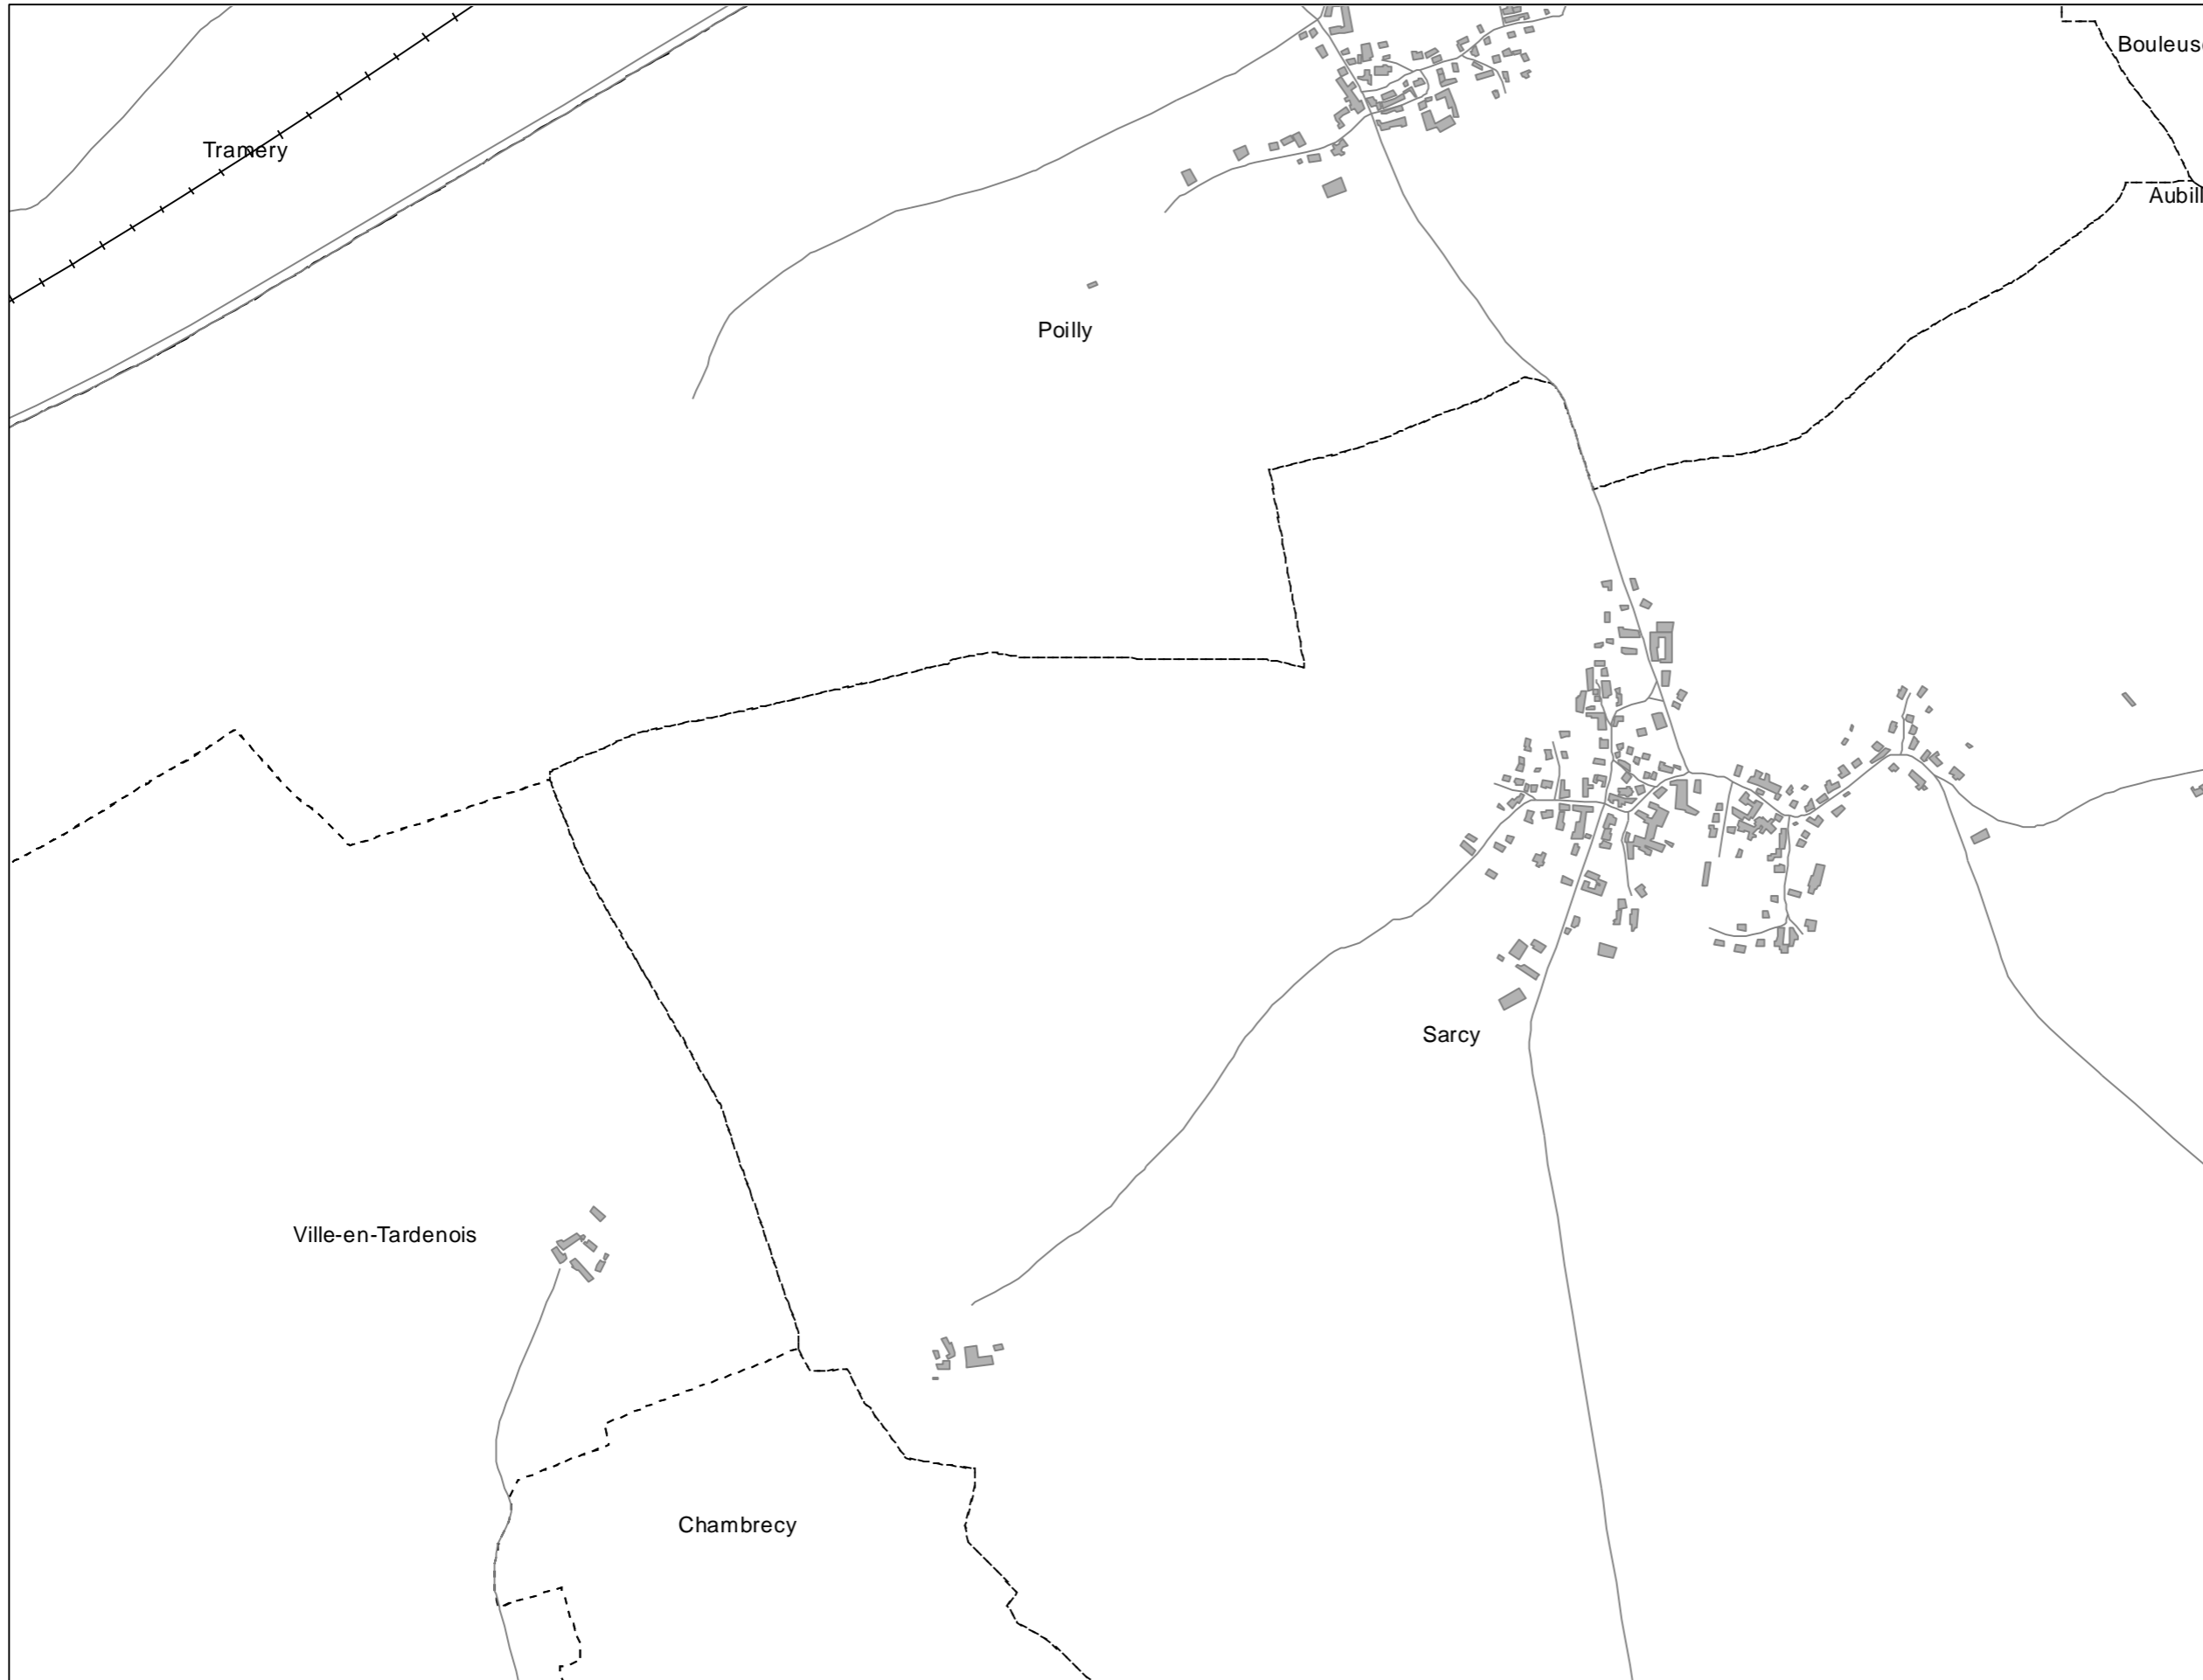 Bouleus
Tramery
Aubill
Poilly
Sarcy
Ville-en-Tardenois
Chambrecy